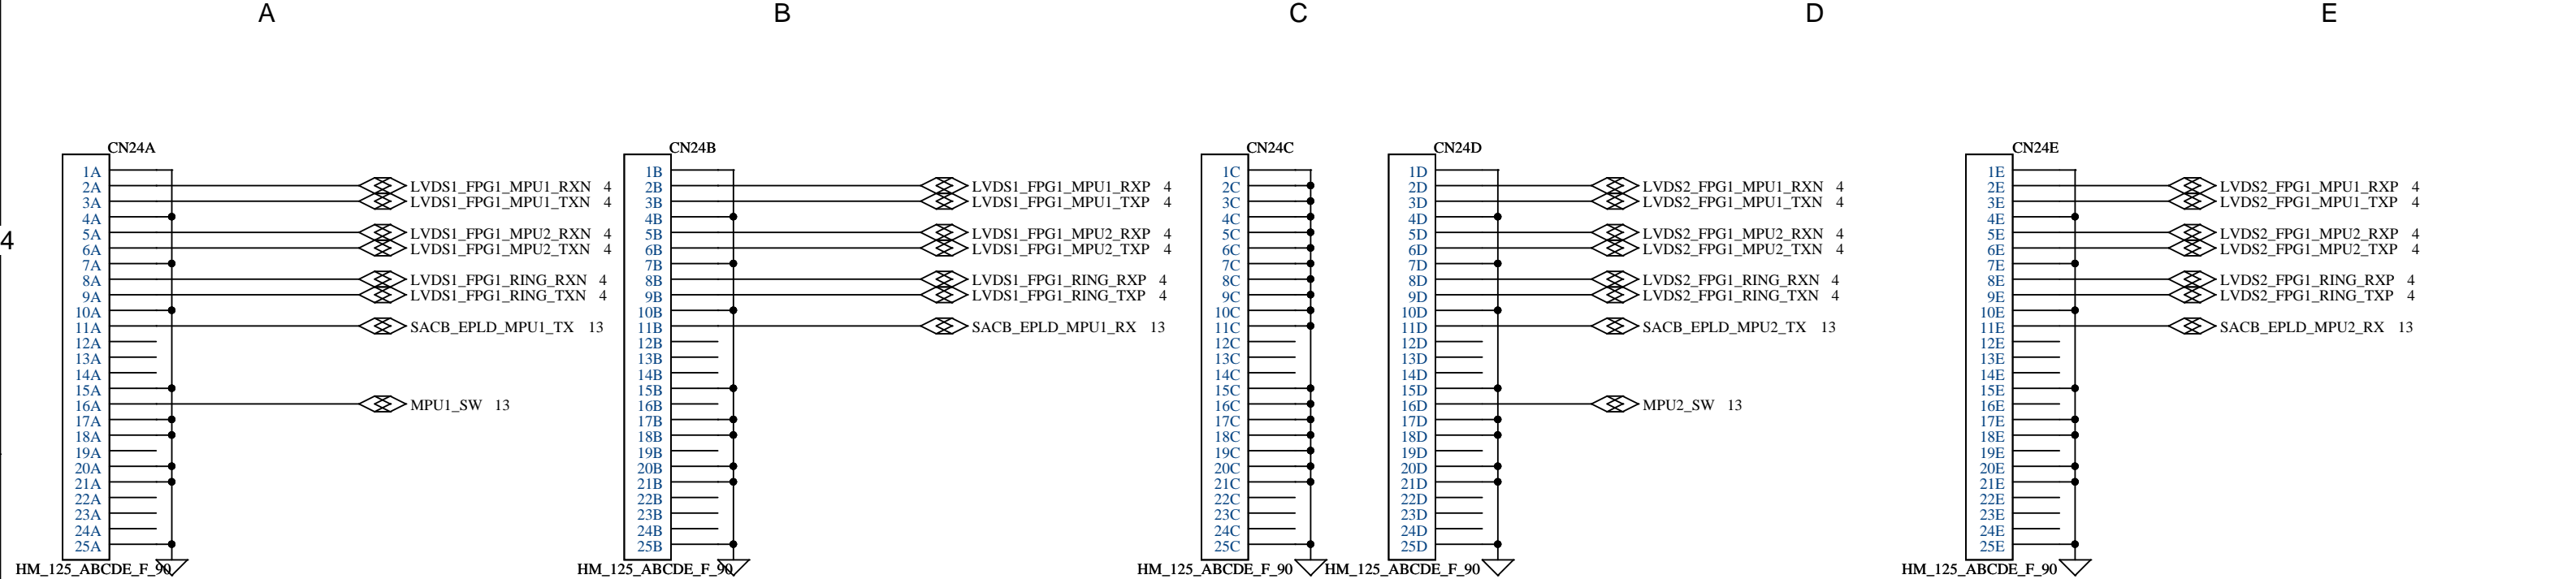 A B C D E
4
CN24A
1A
2A LVDS1_FPG1_MPU1_RXN 4
3A LVDS1_FPG1_MPU1_TXN 4
4A
5A LVDS1_FPG1_MPU2_RXN 4
6A LVDS1_FPG1_MPU2_TXN 4
7A
8A LVDS1_FPG1_RING_RXN 4
9A LVDS1_FPG1_RING_TXN 4
10A
11A SACB_EPLD_MPU1_TX 13
12A
13A
14A
15A
16A MPU1_SW 13
17A
18A
19A
20A
21A
22A
23A
24A
25A
HM_125_ABCDE_F_90
CN24B
1B
2B LVDS1_FPG1_MPU1_RXP 4
3B LVDS1_FPG1_MPU1_TXP 4
4B
5B LVDS1_FPG1_MPU2_RXP 4
6B LVDS1_FPG1_MPU2_TXP 4
7B
8B LVDS1_FPG1_RING_RXP 4
9B LVDS1_FPG1_RING_TXP 4
10B
11B SACB_EPLD_MPU1_RX 13
12B
13B
14B
15B
16B
17B
18B
19B
20B
21B
22B
23B
24B
25B
HM_125_ABCDE_F_90
CN24C
1C
2C
3C
4C
5C
6C
7C
8C
9C
10C
11C
12C
13C
14C
15C
16C
17C
18C
19C
20C
21C
22C
23C
24C
25C
HM_125_ABCDE_F_90
CN24D
1D
2D LVDS2_FPG1_MPU1_RXN 4
3D LVDS2_FPG1_MPU1_TXN 4
4D
5D LVDS2_FPG1_MPU2_RXN 4
6D LVDS2_FPG1_MPU2_TXN 4
7D
8D LVDS2_FPG1_RING_RXN 4
9D LVDS2_FPG1_RING_TXN 4
10D
11D SACB_EPLD_MPU2_TX 13
12D
13D
14D
15D
16D MPU2_SW 13
17D
18D
19D
20D
21D
22D
23D
24D
25D
HM_125_ABCDE_F_90
CN24E
1E
2E LVDS2_FPG1_MPU1_RXP 4
3E LVDS2_FPG1_MPU1_TXP 4
4E
5E LVDS2_FPG1_MPU2_RXP 4
6E LVDS2_FPG1_MPU2_TXP 4
7E
8E LVDS2_FPG1_RING_RXP 4
9E LVDS2_FPG1_RING_TXP 4
10E
11E SACB_EPLD_MPU2_RX 13
12E
13E
14E
15E
16E
17E
18E
19E
20E
21E
22E
23E
24E
25E
HM_125_ABCDE_F_90